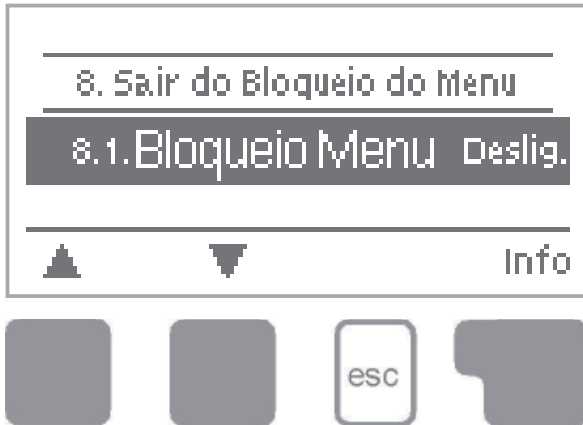 8. Sair do Bloqueio do Menu
8.1.Bloqueio Menu Deslig.
Info
esc